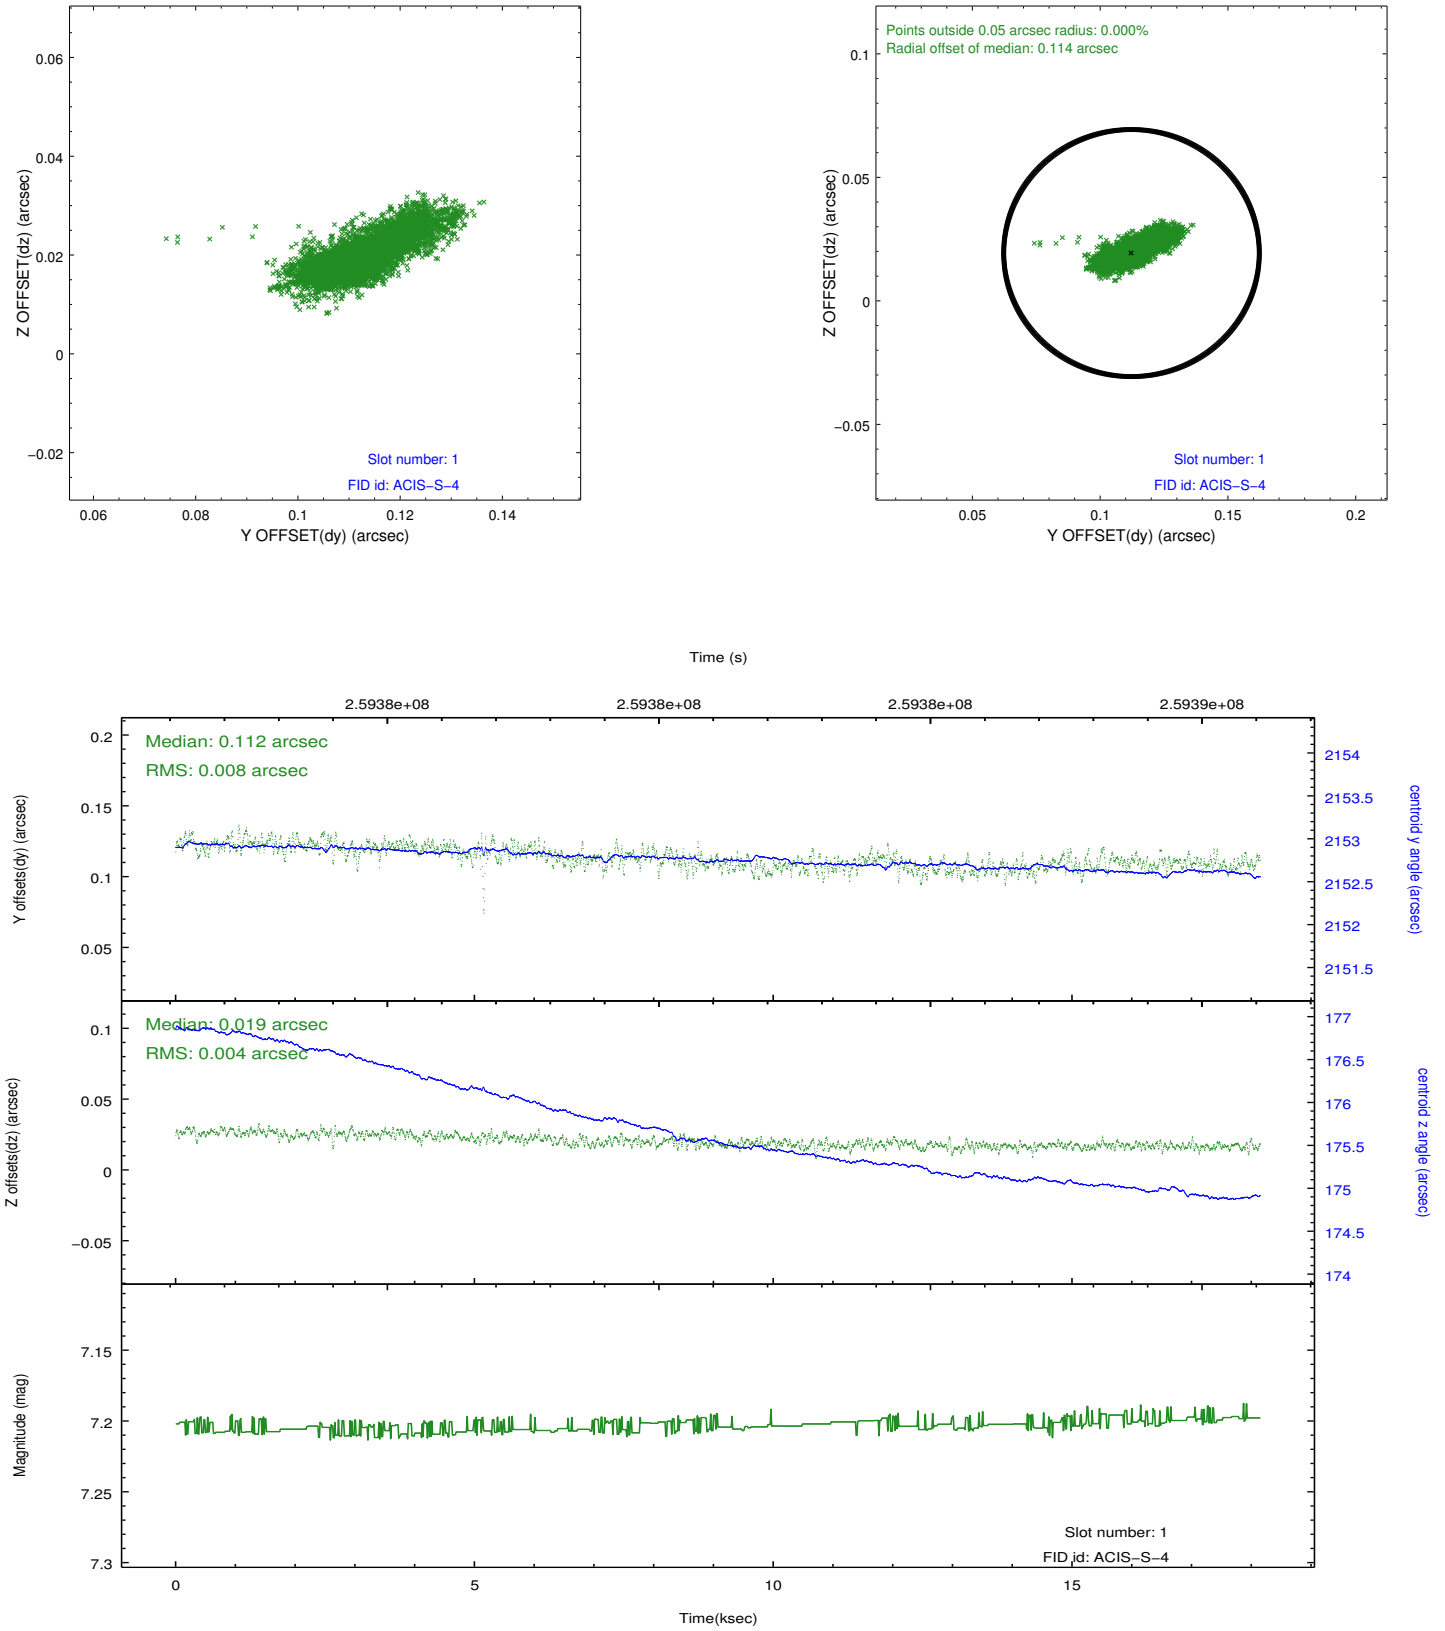 0.06
0.04
0.02
0
−0.02
Z OFFSET(dz) (arcsec)
Slot number: 1
FID id: ACIS−S−4
0.06
0.08
0.1
0.12
0.14
Y OFFSET(dy) (arcsec)
Points outside 0.05 arcsec radius: 0.000%
Radial offset of median: 0.114 arcsec
0.1
0.05
0
−0.05
Z OFFSET(dz) (arcsec)
Slot number: 1
FID id: ACIS−S−4
0.05
0.1
0.15
0.2
Y OFFSET(dy) (arcsec)
Time (s)
2.5938e+08
2.5938e+08
2.5938e+08
2.5939e+08
Median: 0.112 arcsec
RMS: 0.008 arcsec
0.2
0.15
0.1
0.05
Y offsets(dy) (arcsec)
2154
2153.5
2153
2152.5
2152
2151.5
centroid y angle (arcsec)
Median: 0.019 arcsec
RMS: 0.004 arcsec
0.1
0.05
0
−0.05
Z offsets(dz) (arcsec)
177
176.5
176
175.5
175
174.5
174
centroid z angle (arcsec)
7.15
7.2
7.25
7.3
Magnitude (mag)
Slot number: 1
FID id: ACIS−S−4
0
5
10
15
Time(ksec)